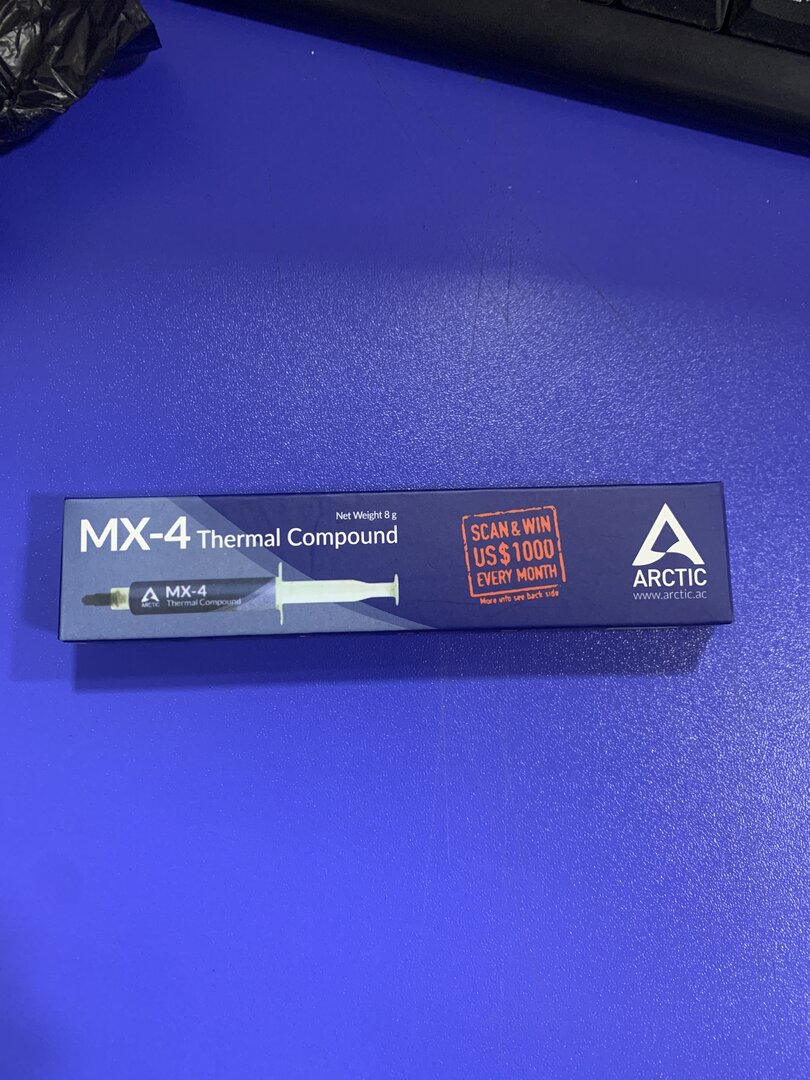 Net Weight 8 g
MX-4 Thermal Compound
ARCTIC
MX-4
Thermal Compound
SCAN & WIN
US$1000
EVERY MONTH
More info see back side
ARCTIC
www.arctic.ac